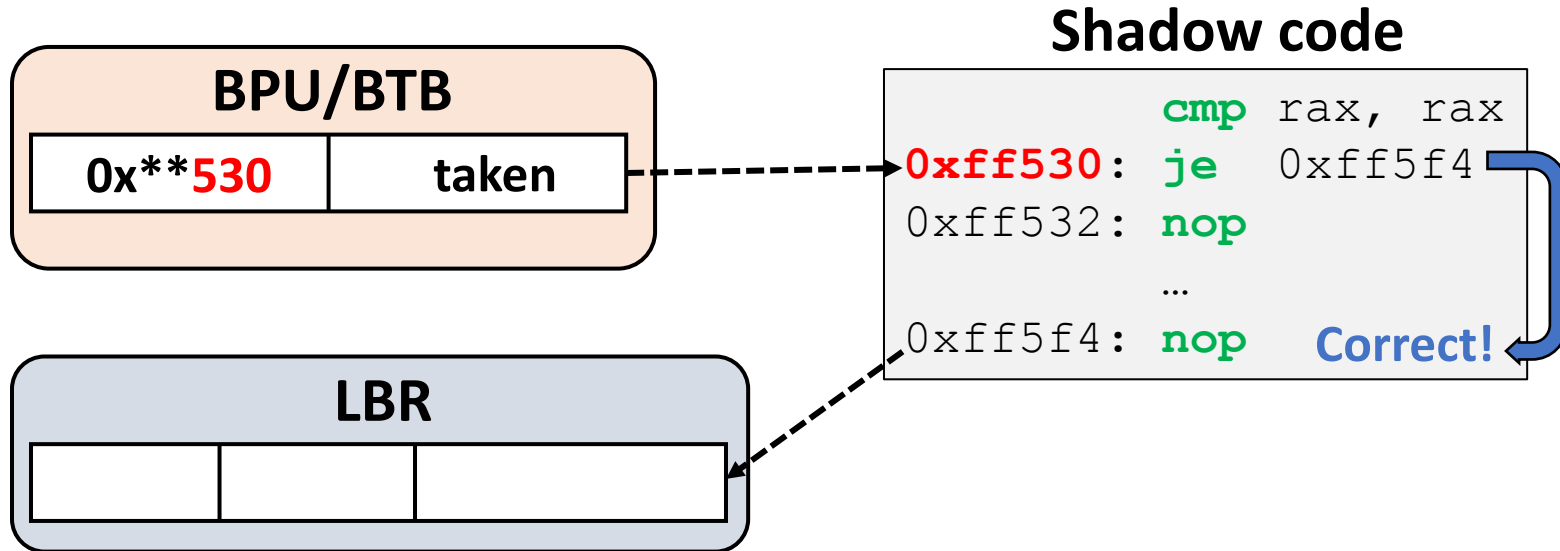 BPU/BTB
0x**530 taken
LBR
Shadow code
cmp rax, rax
0xff530: je 0xff5f4
0xff532: nop
…
0xff5f4: nop Correct!